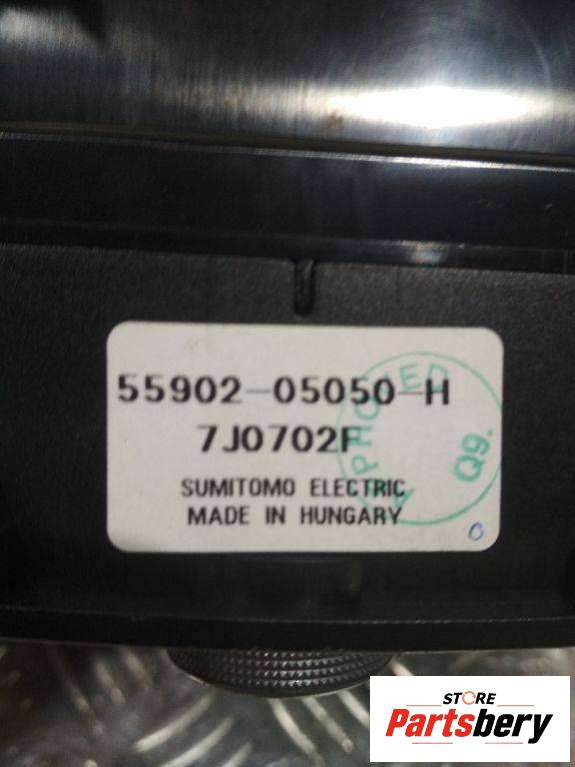 55902-05050-H
7J0702F
SUMITOMO ELECTRIC
MADE IN HUNGARY
APPROVED
Q9.
STORE
Partsbery